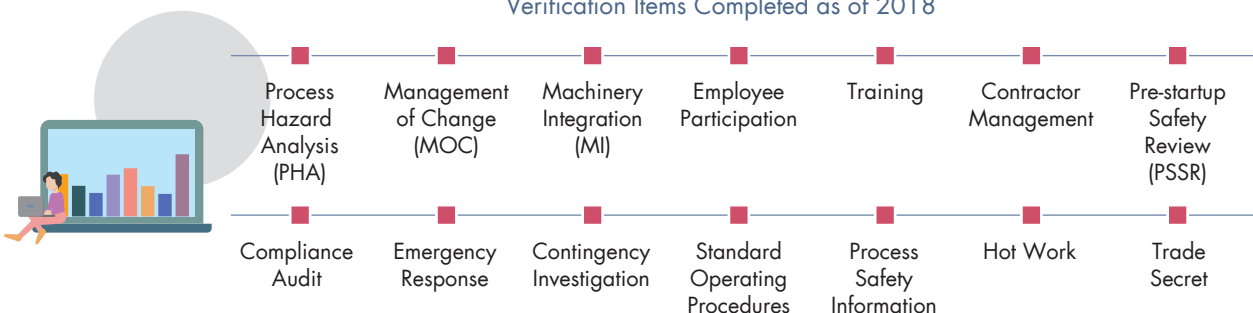 Verification Items Completed as of 2018
Process
Hazard
Analysis
(PHA)
Management
of Change
(MOC)
Machinery
Integration
(MI)
Employee
Participation
Training
Contractor
Management
Pre-startup
Safety
Review
(PSSR)
Compliance
Audit
Emergency
Response
Contingency
Investigation
Standard
Operating
Procedures
Process
Safety
Information
Hot Work
Trade
Secret